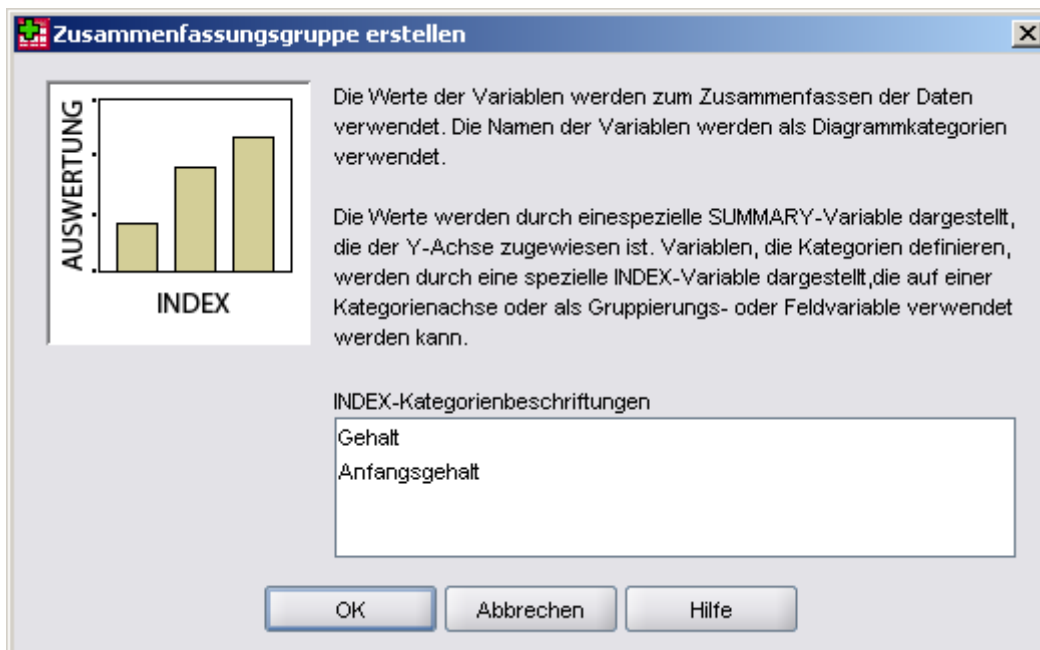 Zusammenfassungsgruppe erstellen
AUSWERTUNG
INDEX
Die Werte der Variablen werden zum Zusammenfassen der Daten
verwendet. Die Namen der Variablen werden als Diagrammkategorien
verwendet.
Die Werte werden durch einespezielle SUMMARY-Variable dargestellt,
die der Y-Achse zugewiesen ist. Variablen, die Kategorien definieren,
werden durch eine spezielle INDEX-Variable dargestellt,die auf einer
Kategorienachse oder als Gruppierungs- oder Feldvariable verwendet
werden kann.
INDEX-Kategorienbeschriftungen
Gehalt
Anfangsgehalt
OK
Abbrechen
Hilfe